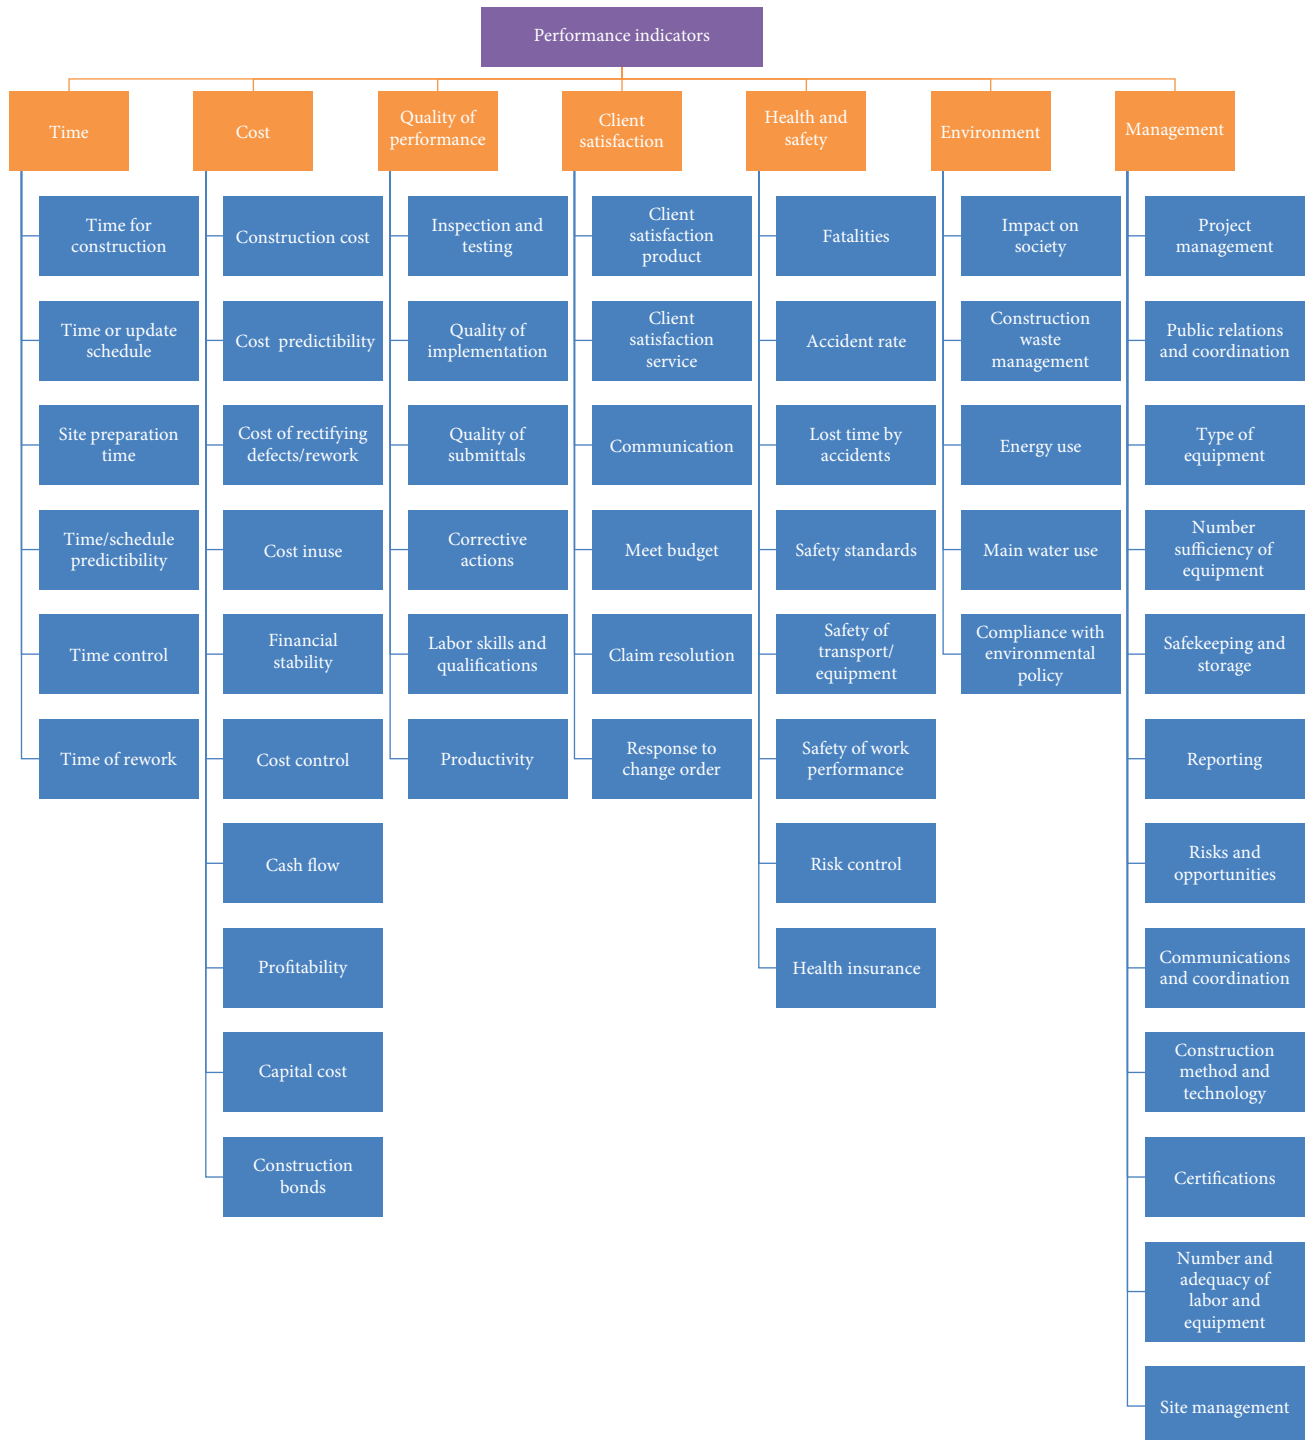 Performance indicators
Time
Time for
construction
Time or update
schedule
Site preparation
time
Time/schedule
predictibility
Time control
Time of rework
Cost
Construction cost
Cost predictibility
Cost of rectifying
defects/rework
Cost inuse
Financial
stability
Cost control
Cash flow
Profitability
Capital cost
Construction
bonds
Quality of
performance
Inspection and
testing
Quality of
implementation
Quality of
submittals
Corrective
actions
Labor skills and
qualifications
Productivity
Client
satisfaction
Client
satisfaction
product
Client
satisfaction
service
Communication
Meet budget
Claim resolution
Response to
change order
Health and
safety
Fatalities
Accident rate
Lost time by
accidents
Safety standards
Safety of
transport/
equipment
Safety of work
performance
Risk control
Health insurance
Environment
Impact on
society
Construction
waste
management
Energy use
Main water use
Compliance with
environmental
policy
Management
Project
management
Public relations
and coordination
Type of
equipment
Number
sufficiency of
equipment
Safekeeping and
storage
Reporting
Risks and
opportunities
Communications
and coordination
Construction
method and
technology
Certifications
Number and
adequacy of
labor and
equipment
Site management